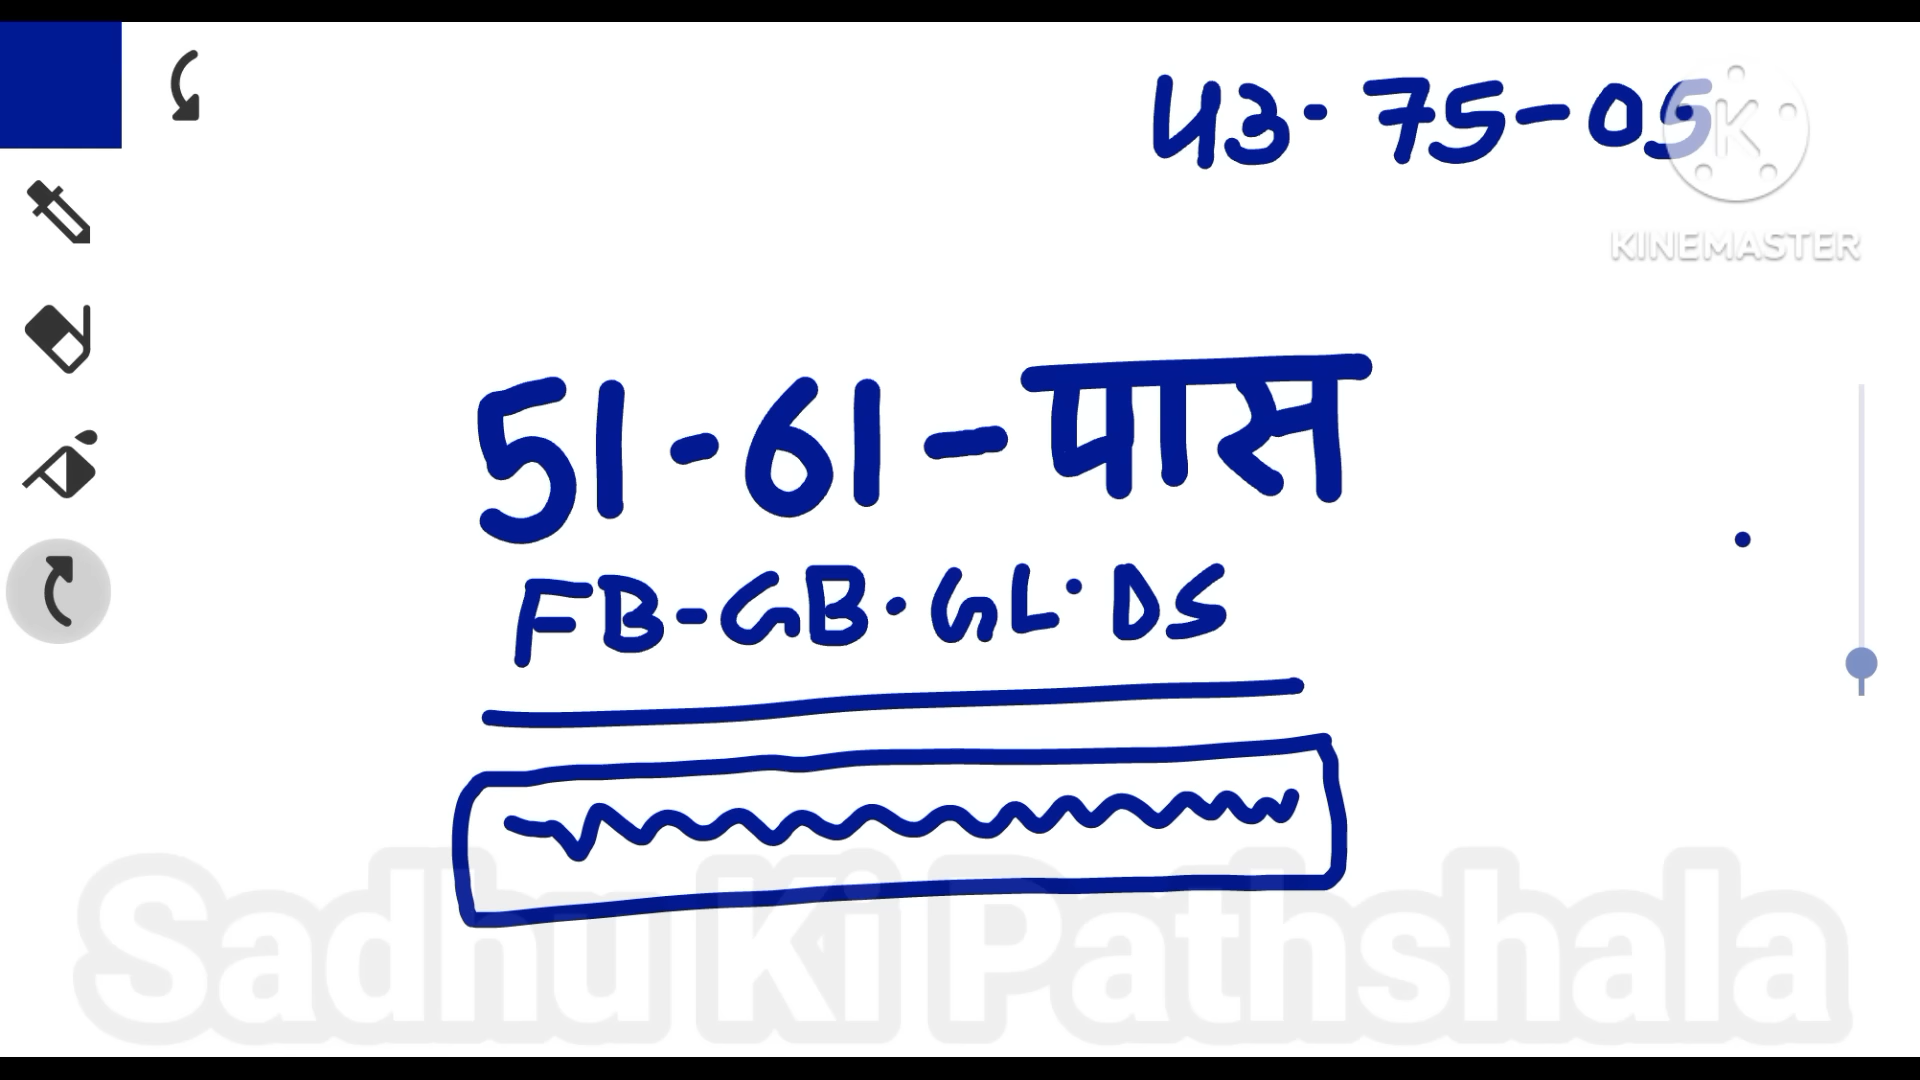 43. 75-05
KINEMASTER
51-61-पास
FB-GB.GL.DS
Sadhu Ki Pathshala